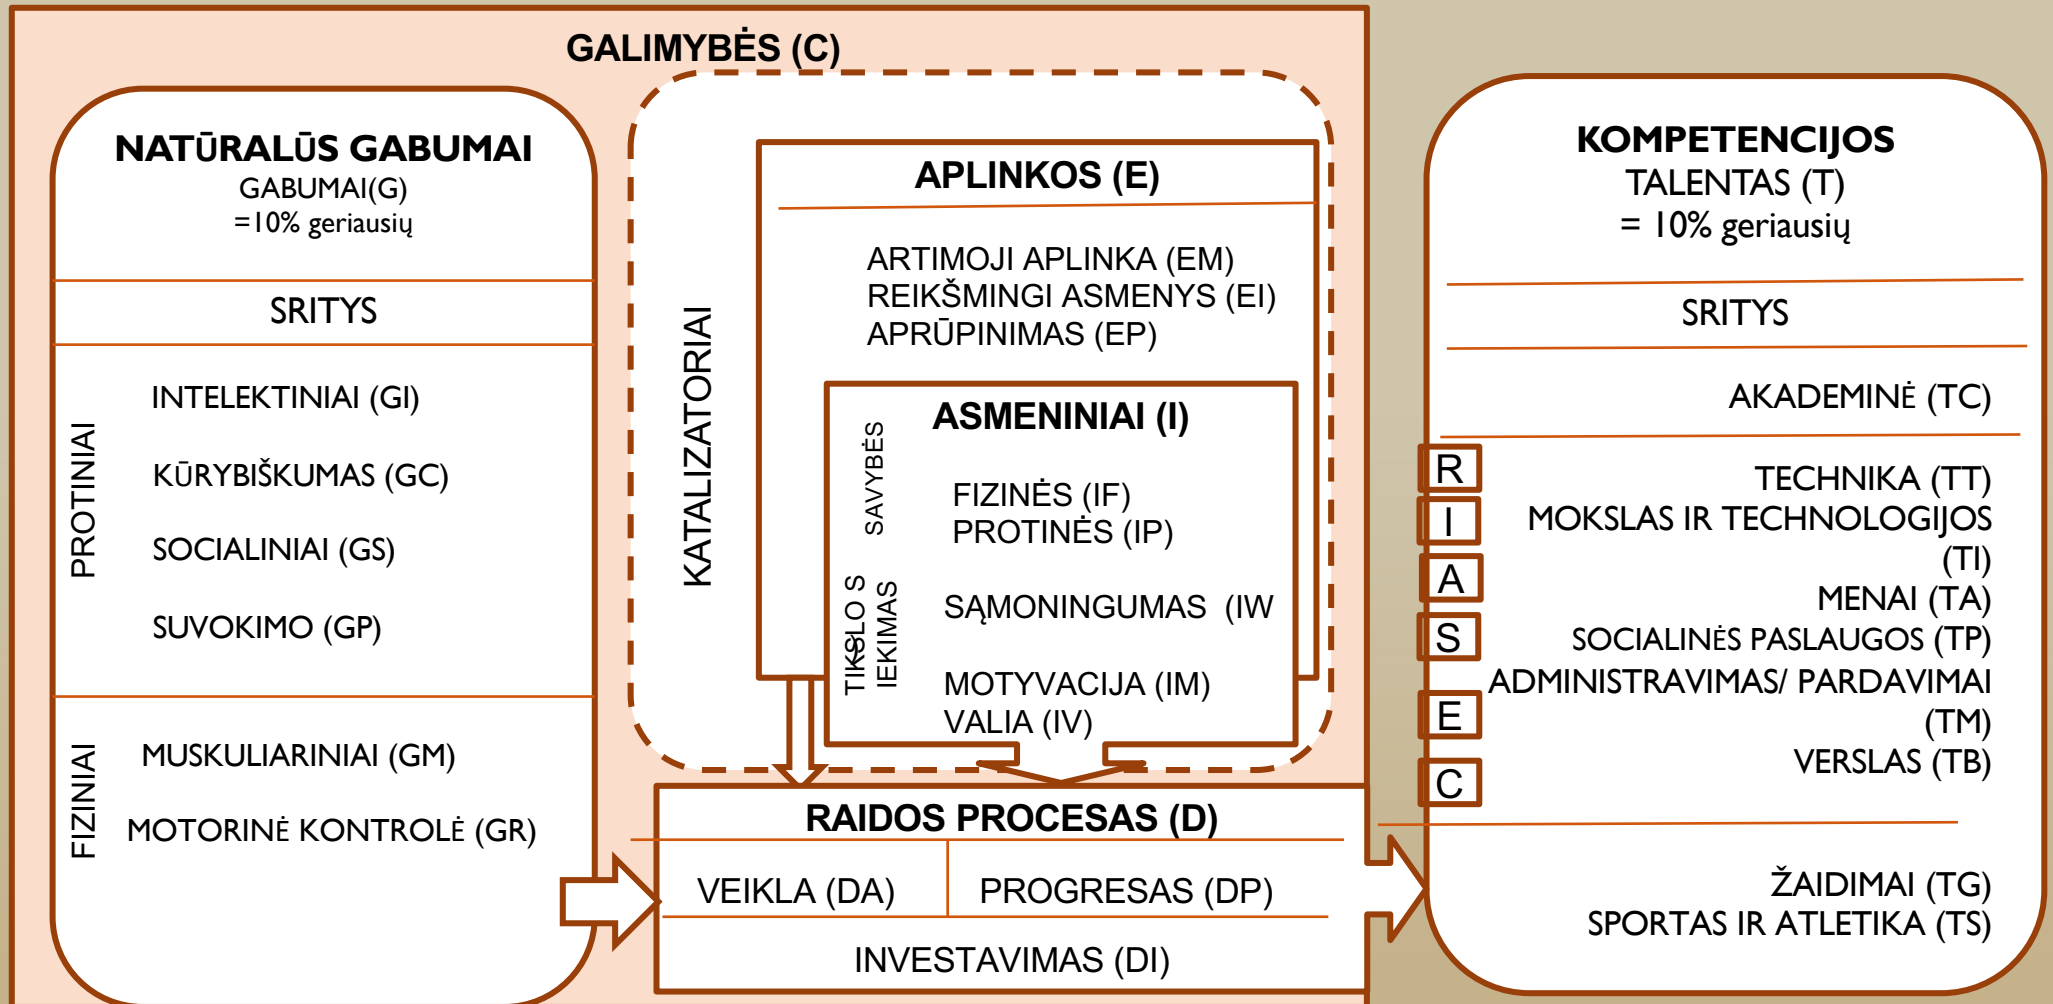 GALIMYBĖS (C)
NATŪRALŪS GABUMAI
GABUMAI(G)
=10% geriausių
SRITYS
PROTINIAI
INTELEKTINIAI (GI)
KŪRYBIŠKUMAS (GC)
SOCIALINIAI (GS)
SUVOKIMO (GP)
FIZINIAI
MUSKULIARINIAI (GM)
MOTORINĖ KONTROLĖ (GR)
KATALIZATORIAI
APLINKOS (E)
ARTIMOJI APLINKA (EM)
REIKŠMINGI ASMENYS (EI)
APRŪPINIMAS (EP)
ASMENINIAI (I)
SAVYBĖS
FIZINĖS (IF)
PROTINĖS (IP)
TIKSLO S
IEKIMAS
SĄMONINGUMAS (IW
MOTYVACIJA (IM)
VALIA (IV)
RAIDOS PROCESAS (D)
VEIKLA (DA)
PROGRESAS (DP)
INVESTAVIMAS (DI)
KOMPETENCIJOS
TALENTAS (T)
= 10% geriausių
SRITYS
AKADEMINĖ (TC)
R
I
A
S
E
C
TECHNIKA (TT)
MOKSLAS IR TECHNOLOGIJOS
(TI)
MENAI (TA)
SOCIALINĖS PASLAUGOS (TP)
ADMINISTRAVIMAS/ PARDAVIMAI
(TM)
VERSLAS (TB)
ŽAIDIMAI (TG)
SPORTAS IR ATLETIKA (TS)